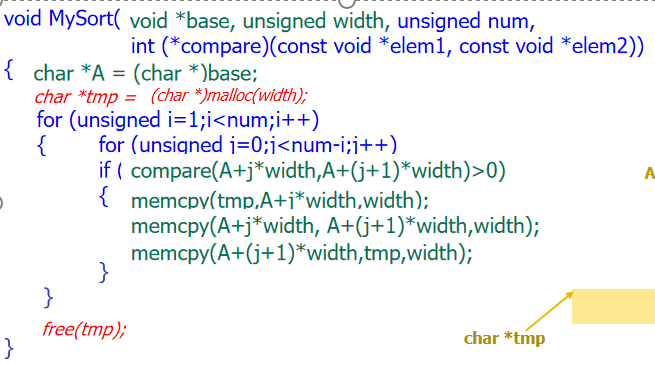 void MySort( void *base, unsigned width, unsigned num,
int (*compare)(const void *elem1, const void *elem2))
{ char *A = (char *)base;
char *tmp = (char *)malloc(width);
for (unsigned i=1;i<num;i++)
{ for (unsigned j=0;j<num-i;j++)
if ( compare(A+j*width,A+(j+1)*width)>0)
{ memcpy(tmp,A+j*width,width);
memcpy(A+j*width, A+(j+1)*width,width);
memcpy(A+(j+1)*width,tmp,width);
}
}
free(tmp);
}
A
char *tmp